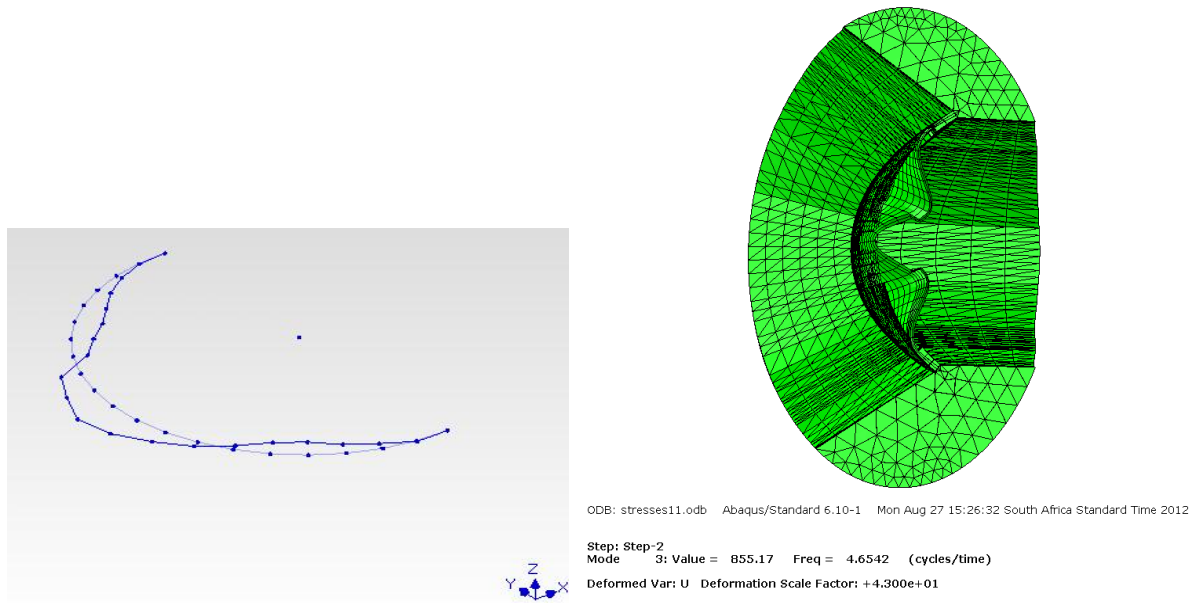 Z
Y X
ODB: stresses11.odb Abaqus/Standard 6.10-1 Mon Aug 27 15:26:32 South Africa Standard Time 2012
Step: Step-2
Mode 3: Value = 855.17 Freq = 4.6542 (cycles/time)
Deformed Var: U Deformation Scale Factor: +4.300e+01